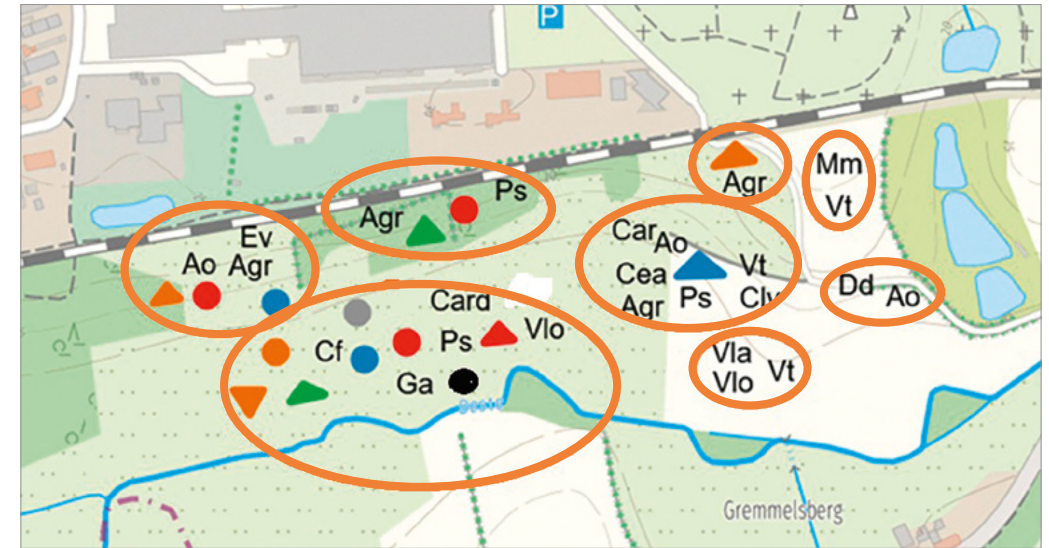 P
Ps
Agr
Agr
Mm
Vt
Ev
Ao Agr
Car Ao
Cea Vt
Agr Ps Clv
Dd Ao
Card
Cf Ps Vlo
Ga
Vla
Vlo Vt
Gremmelsberg